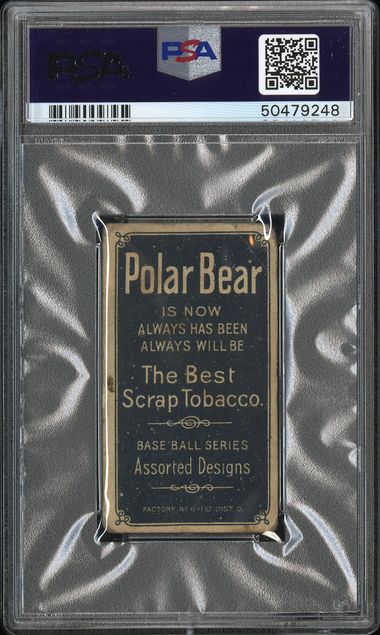 PSA PSA
50479248
Polar Bear
IS NOW
ALWAYS HAS BEEN
ALWAYS WILL BE
The Best
Scrap Tobacco.
BASE BALL SERIES
Assorted Designs
FACTORY No 6-1ST DIST. O.